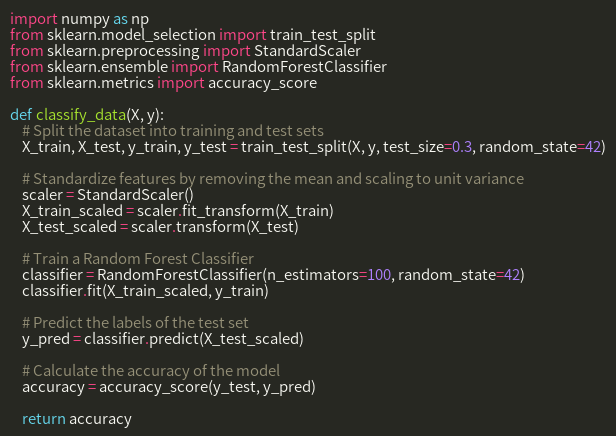 import numpy as np
from sklearn.model_selection import train_test_split
from sklearn.preprocessing import StandardScaler
from sklearn.ensemble import RandomForestClassifier
from sklearn.metrics import accuracy_score

def classify_data(X, y):
    # Split the dataset into training and test sets
    X_train, X_test, y_train, y_test = train_test_split(X, y, test_size=0.3, random_state=42)

    # Standardize features by removing the mean and scaling to unit variance
    scaler = StandardScaler()
    X_train_scaled = scaler.fit_transform(X_train)
    X_test_scaled = scaler.transform(X_test)

    # Train a Random Forest Classifier
    classifier = RandomForestClassifier(n_estimators=100, random_state=42)
    classifier.fit(X_train_scaled, y_train)

    # Predict the labels of the test set
    y_pred = classifier.predict(X_test_scaled)

    # Calculate the accuracy of the model
    accuracy = accuracy_score(y_test, y_pred)

    return accuracy